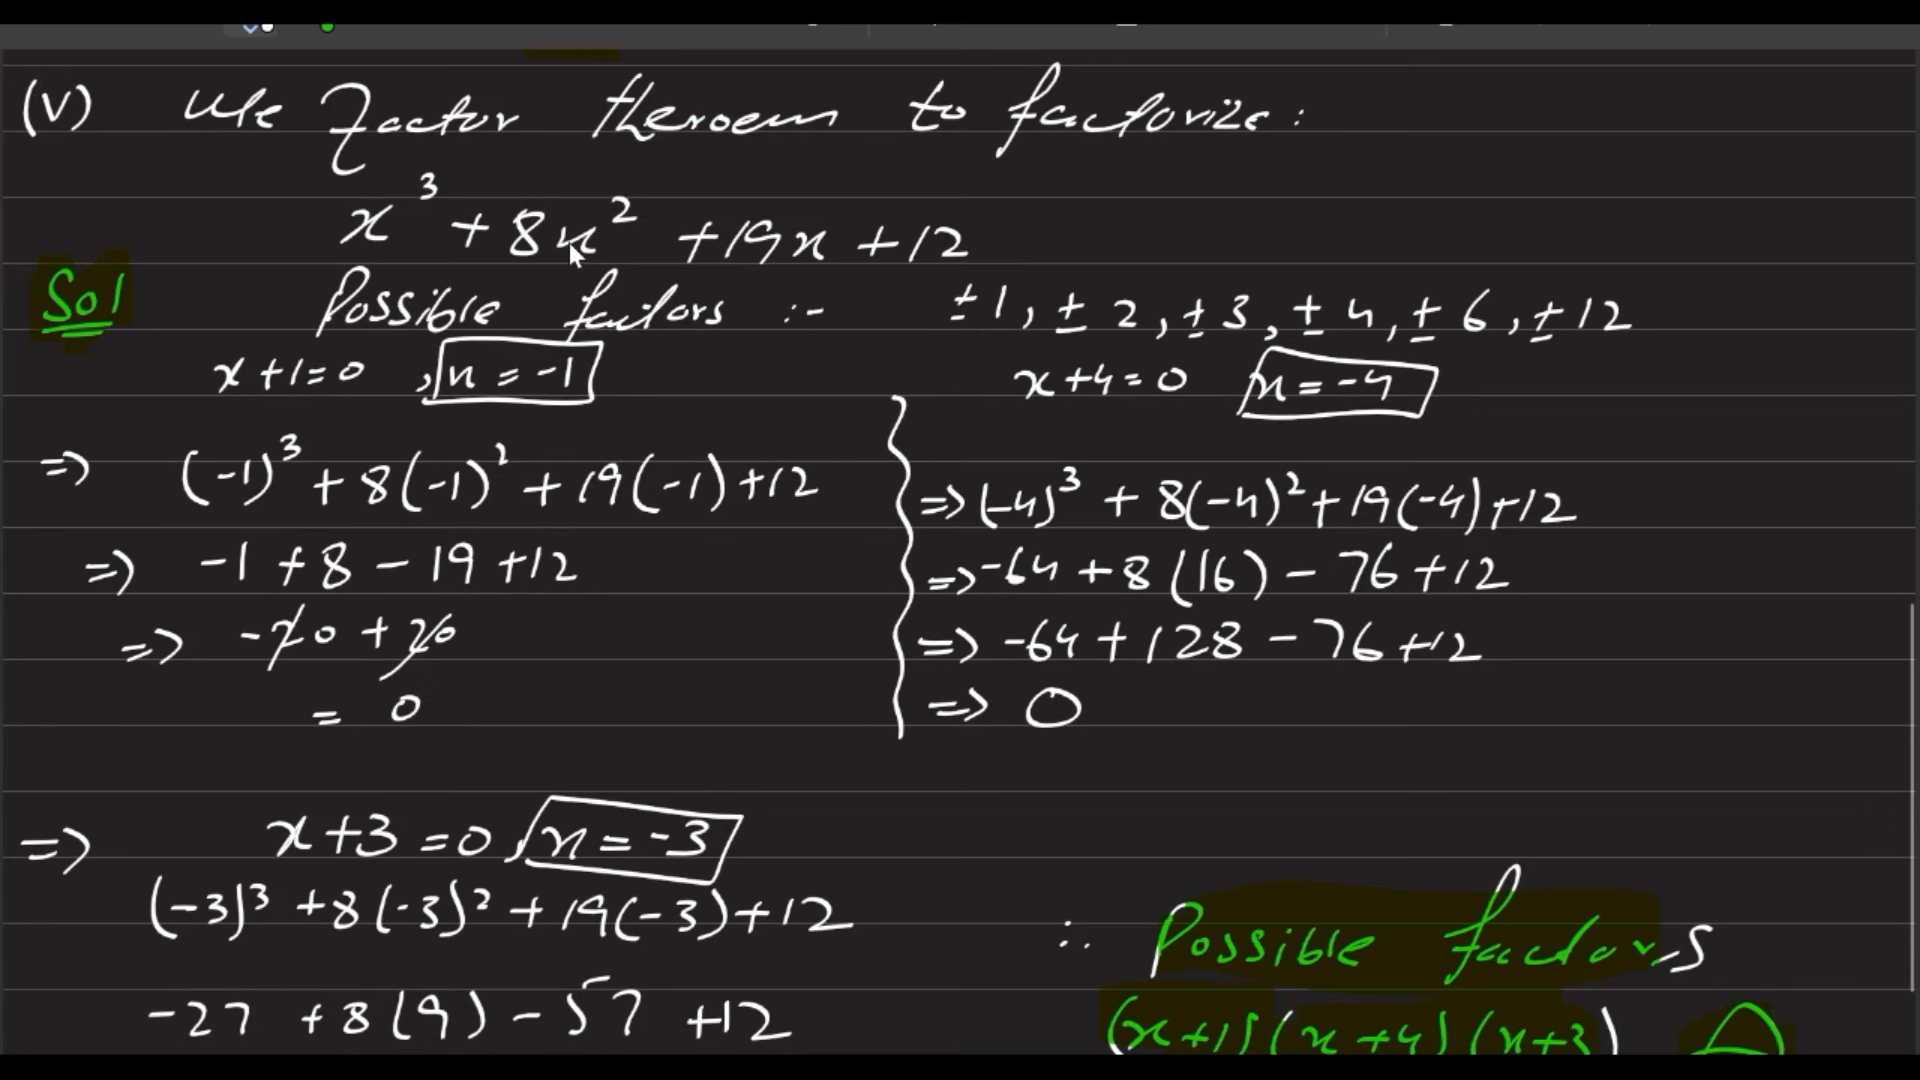 (V) Use Factor theroem to factorize:
x³ + 8x² + 19x + 12
Sol
Possible factors :- ±1, ±2, ±3, ±4, ±6, ±12
x+1=0 , x = -1
=> (-1)³ + 8(-1)² + 19(-1) + 12
=> -1 + 8 - 19 + 12
=> -20 + 20
= 0
x+4=0 x = -4
=> (-4)³ + 8(-4)² + 19(-4) + 12
=> -64 + 8(16) - 76 + 12
=> -64 + 128 - 76 + 12
=> 0
=> x+3 = 0, x = -3
(-3)³ + 8(-3)² + 19(-3) + 12
-27 + 8(9) - 57 + 12
∴ Possible factors
(x+1)(x+4)(x+3)